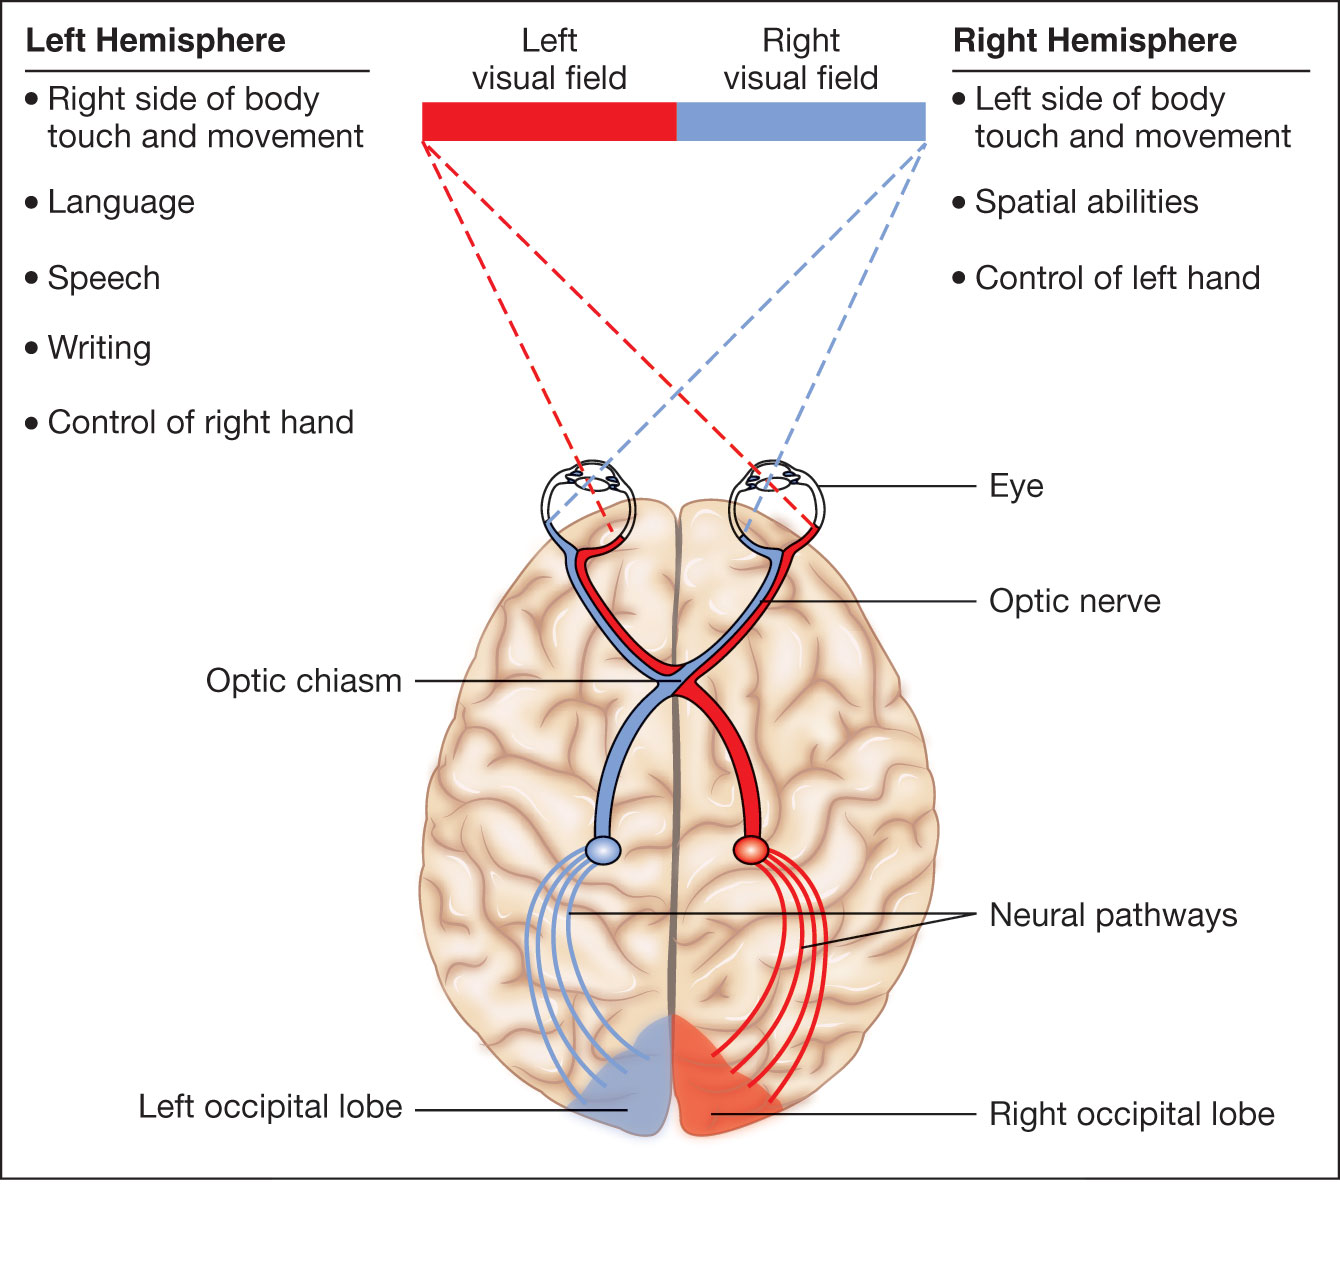 Left Hemisphere
• Right side of body
touch and movement
• Language
• Speech
• Writing
• Control of right hand
Left
visual field
Right
visual field
Right Hemisphere
• Left side of body
touch and movement
• Spatial abilities
• Control of left hand
Eye
Optic nerve
Optic chiasm
Neural pathways
Left occipital lobe
Right occipital lobe